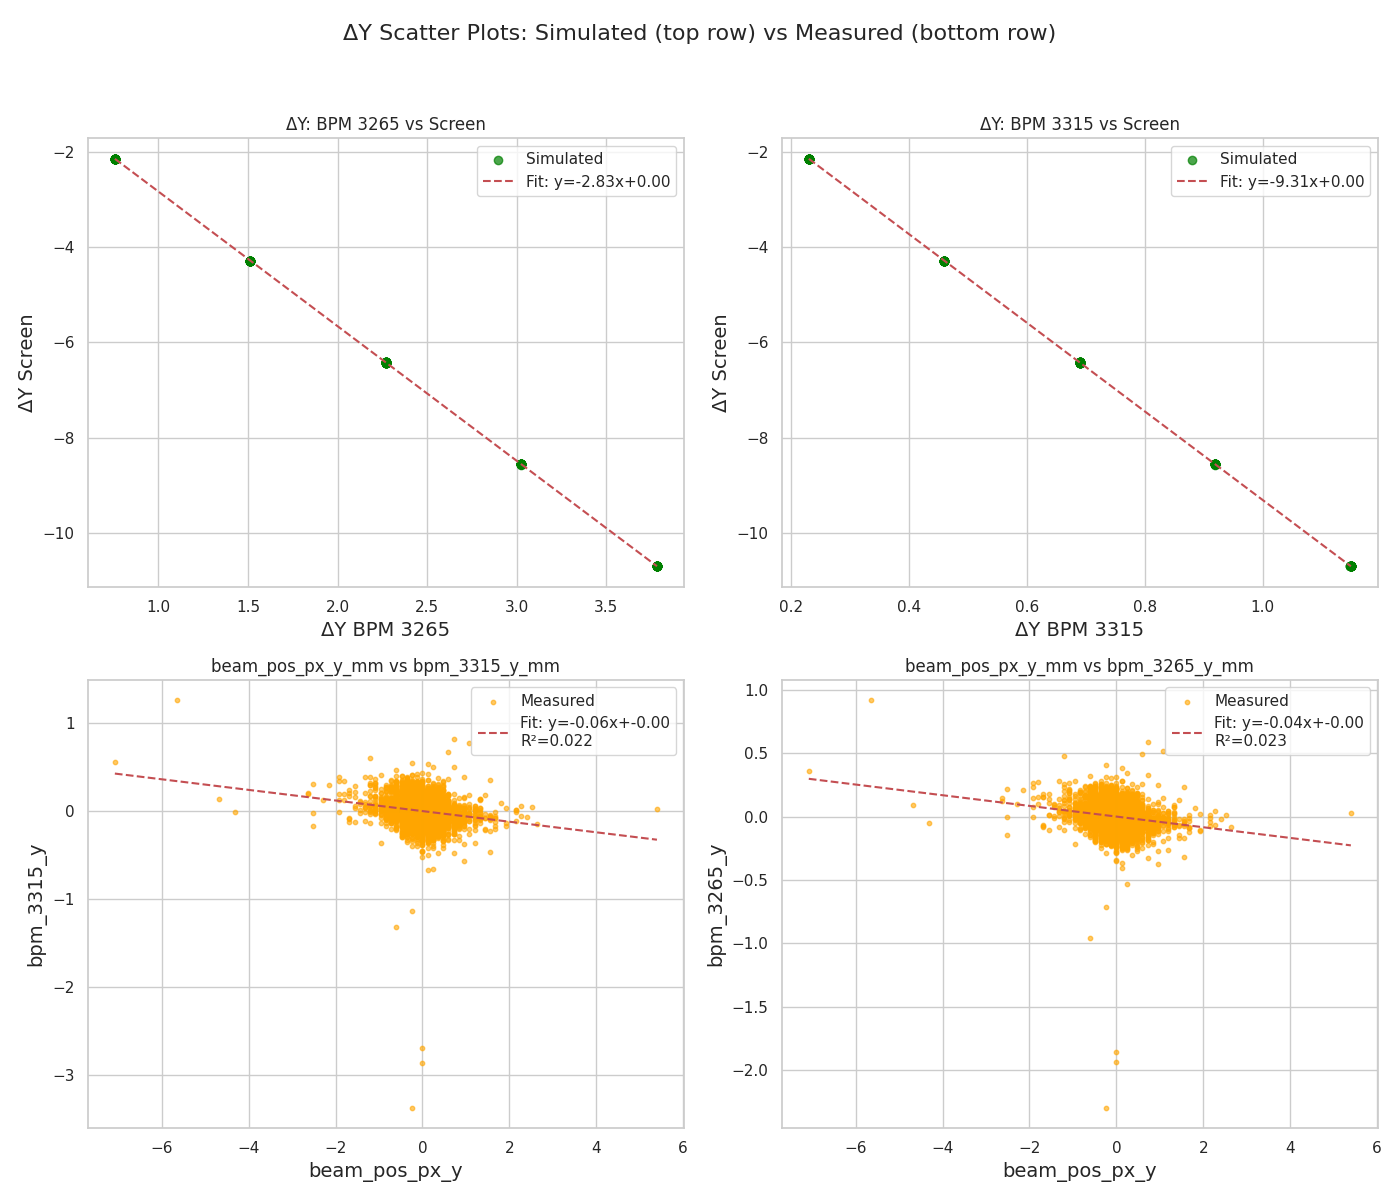 ΔY Scatter Plots: Simulated (top row) vs Measured (bottom row)
ΔY: BPM 3265 vs Screen
ΔY Screen
−2
−4
−6
−8
−10
Simulated
Fit: y=-2.83x+0.00
1.0 1.5 2.0 2.5 3.0 3.5
ΔY BPM 3265
ΔY: BPM 3315 vs Screen
ΔY Screen
−2
−4
−6
−8
−10
Simulated
Fit: y=-9.31x+0.00
0.2 0.4 0.6 0.8 1.0
ΔY BPM 3315
beam_pos_px_y_mm vs bpm_3315_y_mm
bpm_3315_y
1
0
−1
−2
−3
Measured
Fit: y=-0.06x+-0.00
R²=0.022
−6 −4 −2 0 2 4 6
beam_pos_px_y
beam_pos_px_y_mm vs bpm_3265_y_mm
bpm_3265_y
1.0
0.5
0.0
−0.5
−1.0
−1.5
−2.0
Measured
Fit: y=-0.04x+-0.00
R²=0.023
−6 −4 −2 0 2 4 6
beam_pos_px_y